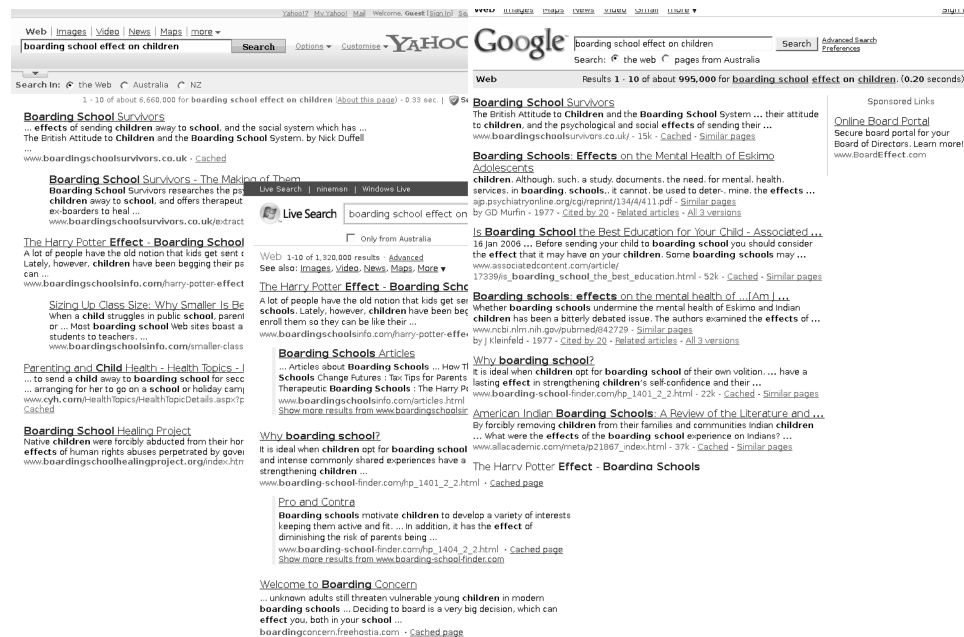 Yahoo!7 My Yahoo! Mail Welcome, Guest [Sign In]
Web | Images | Video | News | Maps | more
boarding school effect on children Search Options Customise YAHOO
Search In: the Web Australia NZ
1 - 10 of about 6,660,000 for boarding school effect on children (About this page) - 0.33 sec. |
Boarding School Survivors
... effects of sending children away to school, and the social system which has ...
The British Attitude to Children and the Boarding School System. by Nick Duffell
...
www.boardingschoolsurvivors.co.uk - Cached
Boarding School Survivors - The Making of Them
Boarding School Survivors researches the psy
children away to school, and offers therapeut
ex-boarders to heal ...
www.boardingschoolsurvivors.co.uk/extract
The Harry Potter Effect - Boarding School
A lot of people have the old notion that kids get sent o
Lately, however, children have been begging their pa
can ...
www.boardingschoolsinfo.com/harry-potter-effect
Sizing Up Class Size: Why Smaller Is Be
When a child struggles in public school, parent
or ... Most boarding school Web sites boast a
students to teachers. ...
www.boardingschoolsinfo.com/smaller-class
Parenting and Child Health - Health Topics - I
... to send a child away to boarding school for seco
... arranging for her to go on a school or holiday camp
www.cyh.com/HealthTopics/HealthTopicDetails.aspx?p
Cached
Boarding School Healing Project
Native children were forcibly abducted from their hor
effects of human rights abuses perpetrated by gover
www.boardingschoolhealingproject.org/index.htm
Live Search | ninemsn | Windows Live
Live Search boarding school effect on
Only from Australia
Web 1-10 of 1,320,000 results · Advanced
See also: Images, Video, News, Maps, More
The Harry Potter Effect - Boarding Scho
A lot of people have the old notion that kids get ser
schools. Lately, however, children have been beg
enroll them so they can be like their ...
www.boardingschoolsinfo.com/harry-potter-effe
Boarding Schools Articles
... Articles about Boarding Schools ... How Th
Schools Change Futures : Tax Tips for Parents
Therapeutic Boarding Schools : The Harry Po
www.boardingschoolsinfo.com/articles.html
Show more results from www.boardingschoolsin
Why boarding school?
It is ideal when children opt for boarding school
and intense commonly shared experiences have a
strengthening children ...
www.boarding-school-finder.com/hp_1401_2_2.html · Cached page
Pro and Contra
Boarding schools motivate children to develop a variety of interests
keeping them active and fit. ... In addition, it has the effect of
diminishing the risk of parents being ...
www.boarding-school-finder.com/hp_1404_2_2.html · Cached page
Show more results from www.boarding-school-finder.com
Welcome to Boarding Concern
... unknown adults still threaten vulnerable young children in modern
boarding schools ... Deciding to board is a very big decision, which can
effect you, both in your school ...
boardingconcern.freehostia.com · Cached page
Web Images Maps News Video Gmail more Sign i
Google boarding school effect on children Search Advanced Search
Preferences
Search: the web pages from Australia
Web Results 1 - 10 of about 995,000 for boarding school effect on children. (0.20 seconds)
Boarding School Survivors
The British Attitude to Children and the Boarding School System ... their attitude
to children, and the psychological and social effects of sending their ...
www.boardingschoolsurvivors.co.uk/ - 15k - Cached - Similar pages
Boarding Schools: Effects on the Mental Health of Eskimo
Adolescents
children. Although. such. a study. documents. the need. for mental. health.
services. in boarding. schools,. it cannot. be used to deter-. mine. the effects ...
ajp.psychiatryonline.org/cgi/reprint/134/4/411.pdf - Similar pages
by GD Murfin - 1977 - Cited by 20 - Related articles - All 3 versions
Is Boarding School the Best Education for Your Child - Associated ...
16 Jan 2006 ... Before sending your child to boarding school you should consider
the effect that it may have on your children. Some boarding schools may ...
www.associatedcontent.com/article/
17339/is_boarding_school_the_best_education.html - 52k - Cached - Similar pages
Boarding schools: effects on the mental health of ...[Am J ...
Whether boarding schools undermine the mental health of Eskimo and Indian
children has been a bitterly debated issue. The authors examined the effects of ...
www.ncbi.nlm.nih.gov/pubmed/842729 - Similar pages
by J Kleinfeld - 1977 - Cited by 20 - Related articles - All 3 versions
Why boarding school?
It is ideal when children opt for boarding school of their own volition. ... have a
lasting effect in strengthening children's self-confidence and their ...
www.boarding-school-finder.com/hp_1401_2_2.html - 22k - Cached - Similar pages
American Indian Boarding Schools: A Review of the Literature and ...
By forcibly removing children from their families and communities Indian children
... What were the effects of the boarding school experience on Indians? ...
www.allacademic.com/meta/p21867_index.html - 37k - Cached - Similar pages
The Harry Potter Effect - Boarding Schools
Sponsored Links
Online Board Portal
Secure board portal for your
Board of Directors. Learn more!
www.BoardEffect.com